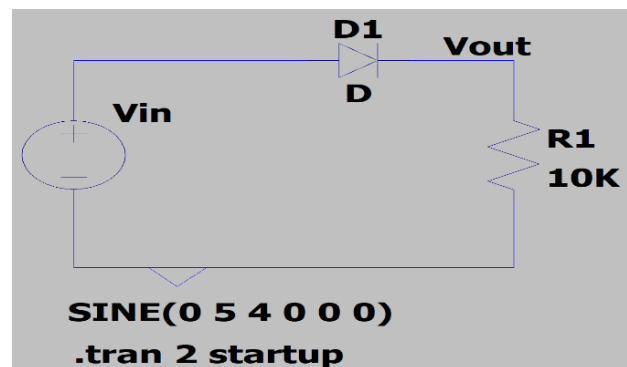 D1
Vout
D
Vin
R1
10K
SINE(0 5 4 0 0 0)
.tran 2 startup